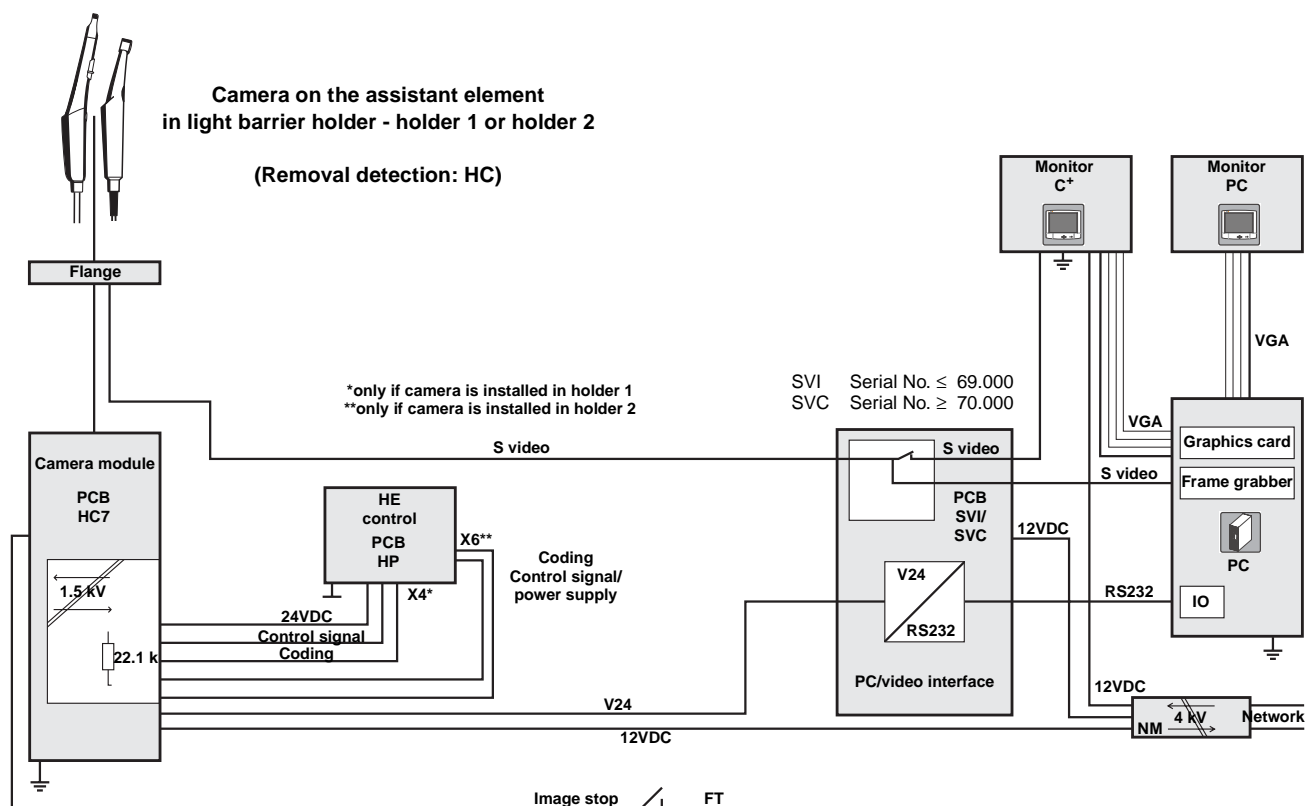 Camera on the assistant element
in light barrier holder - holder 1 or holder 2
(Removal detection: HC)
Monitor
C+
Monitor
PC
Flange
VGA
*only if camera is installed in holder 1
**only if camera is installed in holder 2
SVI Serial No. ≤ 69.000
SVC Serial No. ≥ 70.000
VGA
Graphics card
S video
S video
S video
Frame grabber
Camera module
PCB
HC7
HE
control
PCB
HP
X6**
X4*
Coding
Control signal/
power supply
PCB
SVI/
SVC
12VDC
PC
V24
RS232
RS232
IO
1.5 kV
24VDC
Control signal
Coding
22.1 k
PC/video interface
V24
12VDC
12VDC
4 kV
NM
Network
Image stop
FT